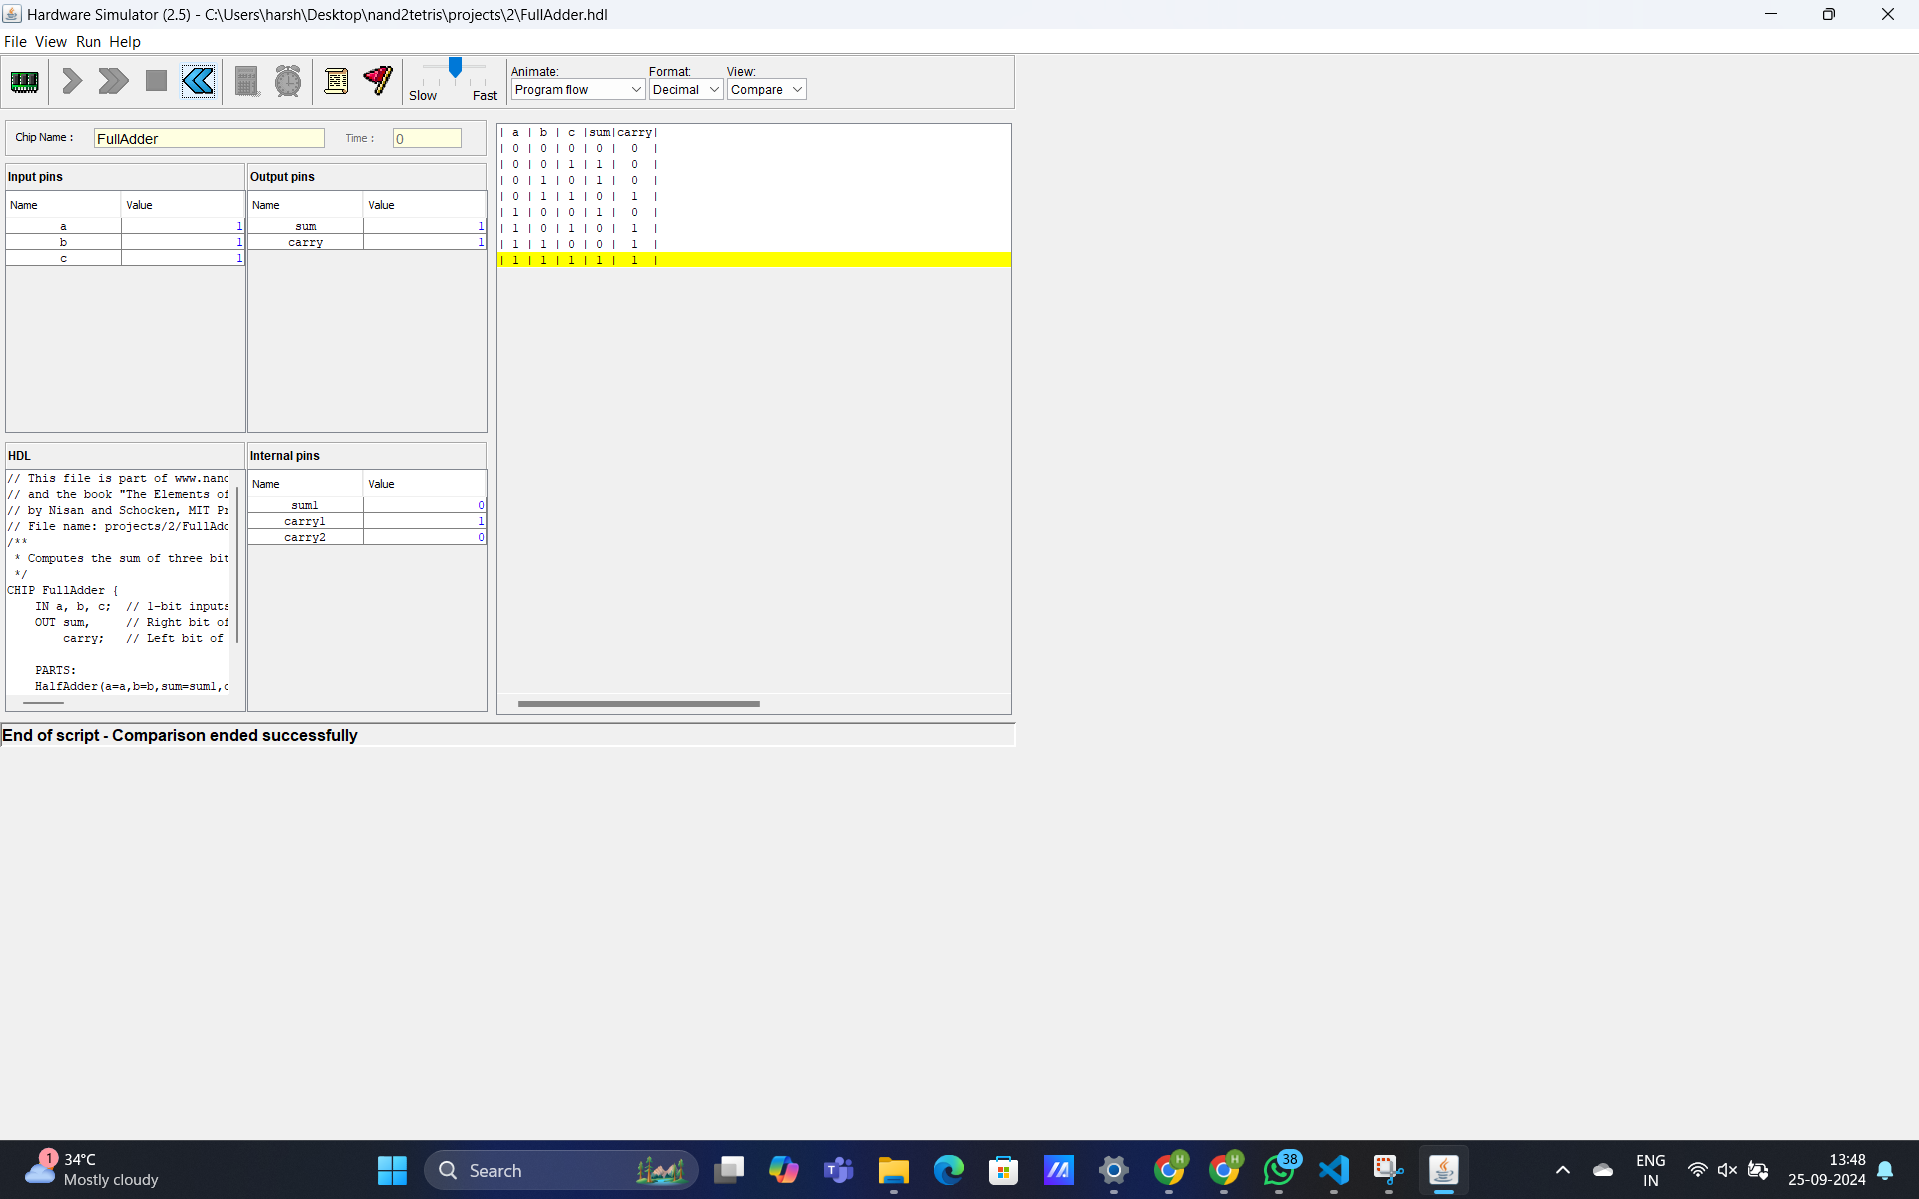 Hardware Simulator (2.5) - C:\Users\harsh\Desktop\nand2tetris\projects\2\FullAdder.hdl
File View Run Help
Slow Fast
Animate: Format: View:
Program flow Decimal Compare
Chip Name : FullAdder Time : 0
Input pins
Name Value
a 1
b 1
c 1
Output pins
Name Value
sum 1
carry 1
| a | b | c |sum|carry|
| 0 | 0 | 0 | 0 | 0 |
| 0 | 0 | 1 | 1 | 0 |
| 0 | 1 | 0 | 1 | 0 |
| 0 | 1 | 1 | 0 | 1 |
| 1 | 0 | 0 | 1 | 0 |
| 1 | 0 | 1 | 0 | 1 |
| 1 | 1 | 0 | 0 | 1 |
| 1 | 1 | 1 | 1 | 1 |
HDL
// This file is part of www.nand
// and the book "The Elements of
// by Nisan and Schocken, MIT Pr
// File name: projects/2/FullAdd
/**
* Computes the sum of three bit
*/
CHIP FullAdder {
IN a, b, c; // 1-bit inputs
OUT sum, // Right bit of
carry; // Left bit of
PARTS:
HalfAdder(a=a,b=b,sum=sum1,c
Internal pins
Name Value
sum1 0
carry1 1
carry2 0
End of script - Comparison ended successfully
1
34°C
Mostly cloudy
Search
H
H
38
ENG
IN
13:48
25-09-2024